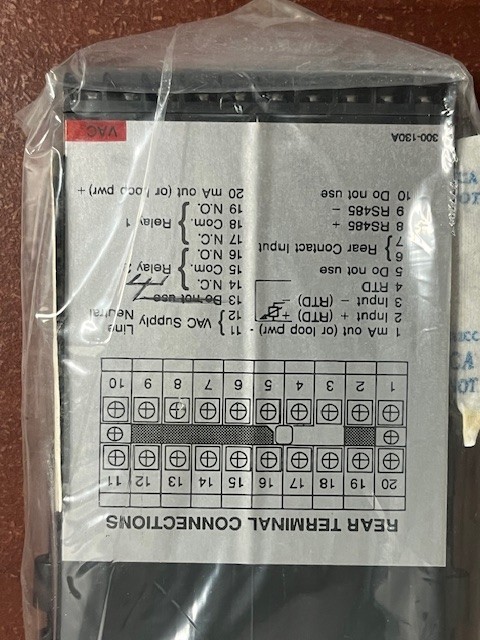 REAR TERMINAL CONNECTIONS
20 19 18 17 16 15 14 13 12 11
1 2 3 4 5 6 7 8 9 10
1 mA out (or loop pwr) -
2 Input + (RTD)
3 Input - (RTD)
4 RTD
5 Do not use
6
7 } Rear Contact Input
8 RS485 +
9 RS485 -
10 Do not use
11 } VAC Supply Line
12 Neutral
13 Do not use
14 N.C.
15 Com. } Relay 2
16 N.O.
17 N.C.
18 Com. } Relay 1
19 N.O.
20 mA out (or loop pwr) +
300-130A
VAC